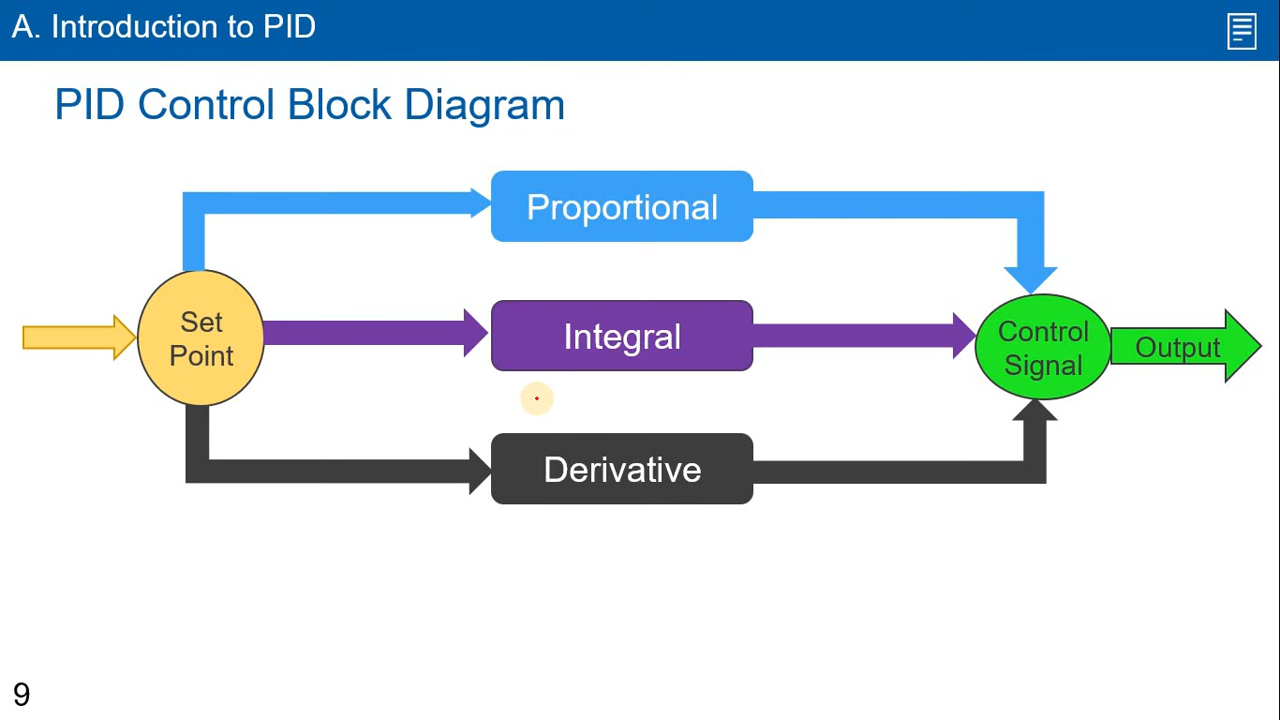 A. Introduction to PID
PID Control Block Diagram
Proportional
Set
Point
Integral
Control
Signal
Output
Derivative
9